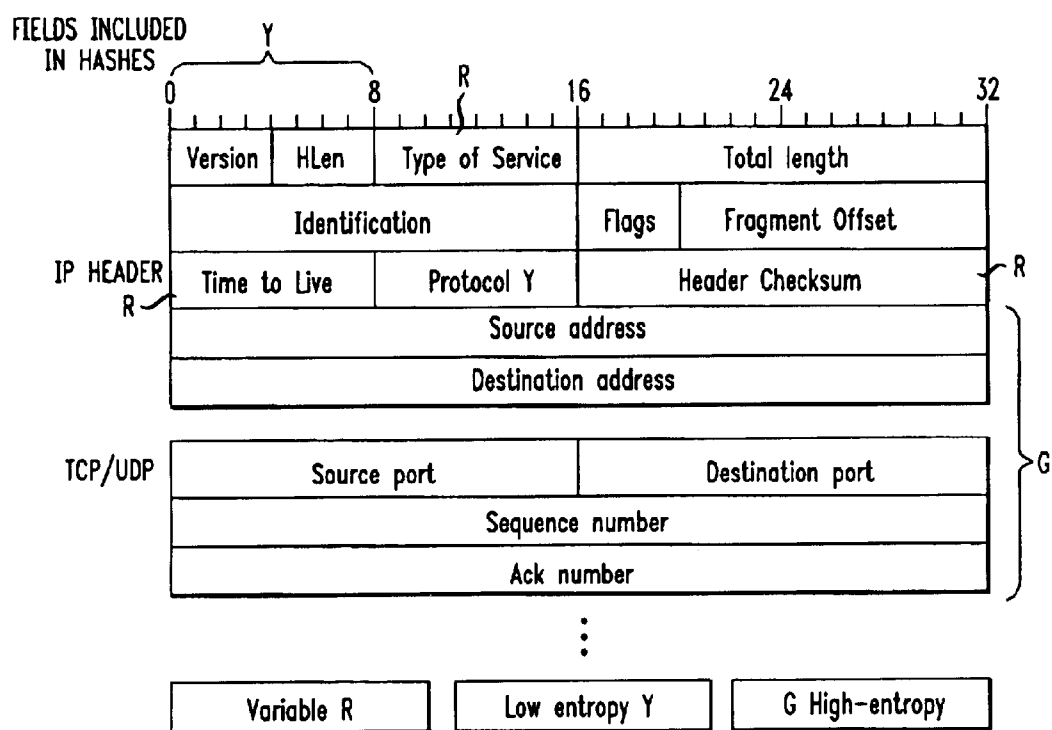 FIELDS INCLUDED
IN HASHES
Y
R
0 8 16 24 32
Version HLen Type of Service Total length
Identification Flags Fragment Offset
IP HEADER
R
Time to Live Protocol Y Header Checksum
R
Source address
Destination address
TCP/UDP
Source port Destination port
G
Sequence number
Ack number
Variable R Low entropy Y G High-entropy